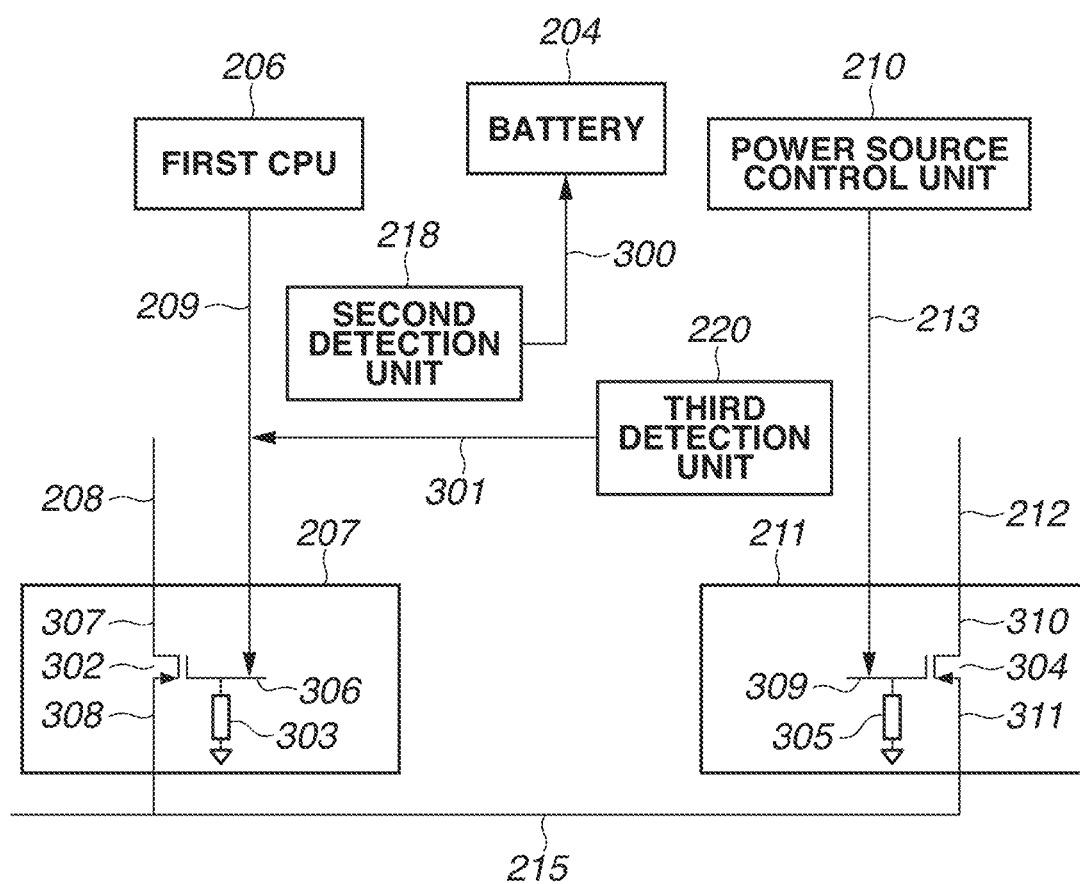 204
206
210
BATTERY
FIRST CPU
POWER SOURCE
CONTROL UNIT
218
300
209
213
SECOND
DETECTION
UNIT
220
THIRD
DETECTION
UNIT
301
208
212
207
211
307
310
302
304
306
309
308
303
305
311
215